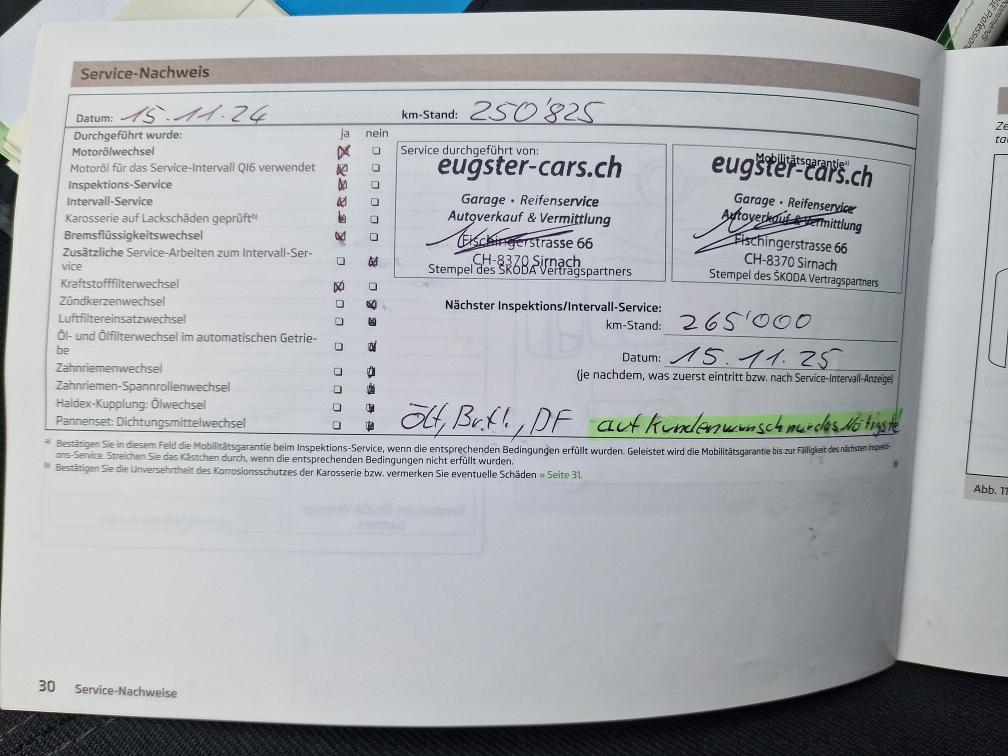 Service-Nachweis
Datum: 15.11.24
km-Stand: 250'825
Durchgeführt wurde: ja nein
Motorölwechsel
Motoröl für das Service-Intervall QI6 verwendet
Inspektions-Service
Intervall-Service
Karosserie auf Lackschäden geprüft b)
Bremsflüssigkeitswechsel
Zusätzliche Service-Arbeiten zum Intervall-Ser-
vice
Kraftstofffilterwechsel
Zündkerzenwechsel
Luftfiltereinsatzwechsel
Öl- und Ölfilterwechsel im automatischen Getrie-
be
Zahnriemenwechsel
Zahnriemen-Spannrollenwechsel
Haldex-Kupplung: Ölwechsel
Pannenset: Dichtungsmittelwechsel
Service durchgeführt von:
eugster-cars.ch
Garage • Reifenservice
Autoverkauf & Vermittlung
Fischingerstrasse 66
CH-8370 Sirnach
Stempel des ŠKODA Vertragspartners
Mobilitätsgarantie a)
eugster-cars.ch
Garage • Reifenservice
Autoverkauf & Vermittlung
Fischingerstrasse 66
CH-8370 Sirnach
Stempel des ŠKODA Vertragspartners
Nächster Inspektions/Intervall-Service:
km-Stand: 265'000
Datum: 15.11.25
(je nachdem, was zuerst eintritt bzw. nach Service-Intervall-Anzeige)
DF auf Kundenwunsch nur das Nötigste
a) Bestätigen Sie in diesem Feld die Mobilitätsgarantie beim Inspektions-Service, wenn die entsprechenden Bedingungen erfüllt wurden. Geleistet wird die Mobilitätsgarantie bis zur Fälligkeit des nächsten Inspekti-
ons-Service. Streichen Sie das Kästchen durch, wenn die entsprechenden Bedingungen nicht erfüllt wurden.
b) Bestätigen Sie die Unversehrtheit des Korrosionsschutzes der Karosserie bzw. vermerken Sie eventuelle Schäden » Seite 31.
30 Service-Nachweise
Abb. 11